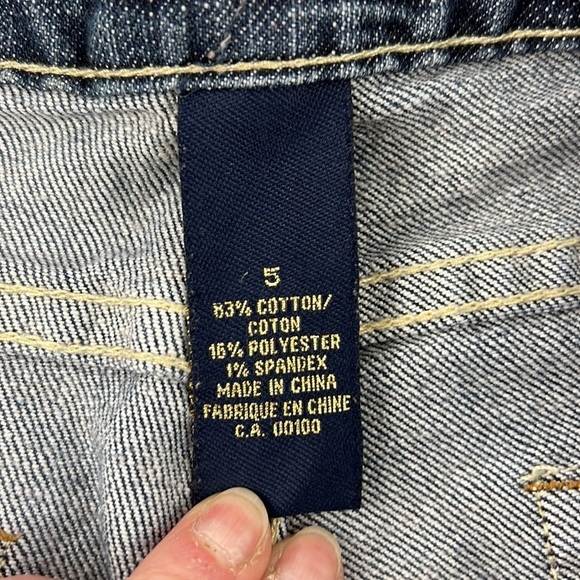 5
83% COTTON/
COTON
16% POLYESTER
1% SPANDEX
MADE IN CHINA
FABRIQUE EN CHINE
C.A. 00100